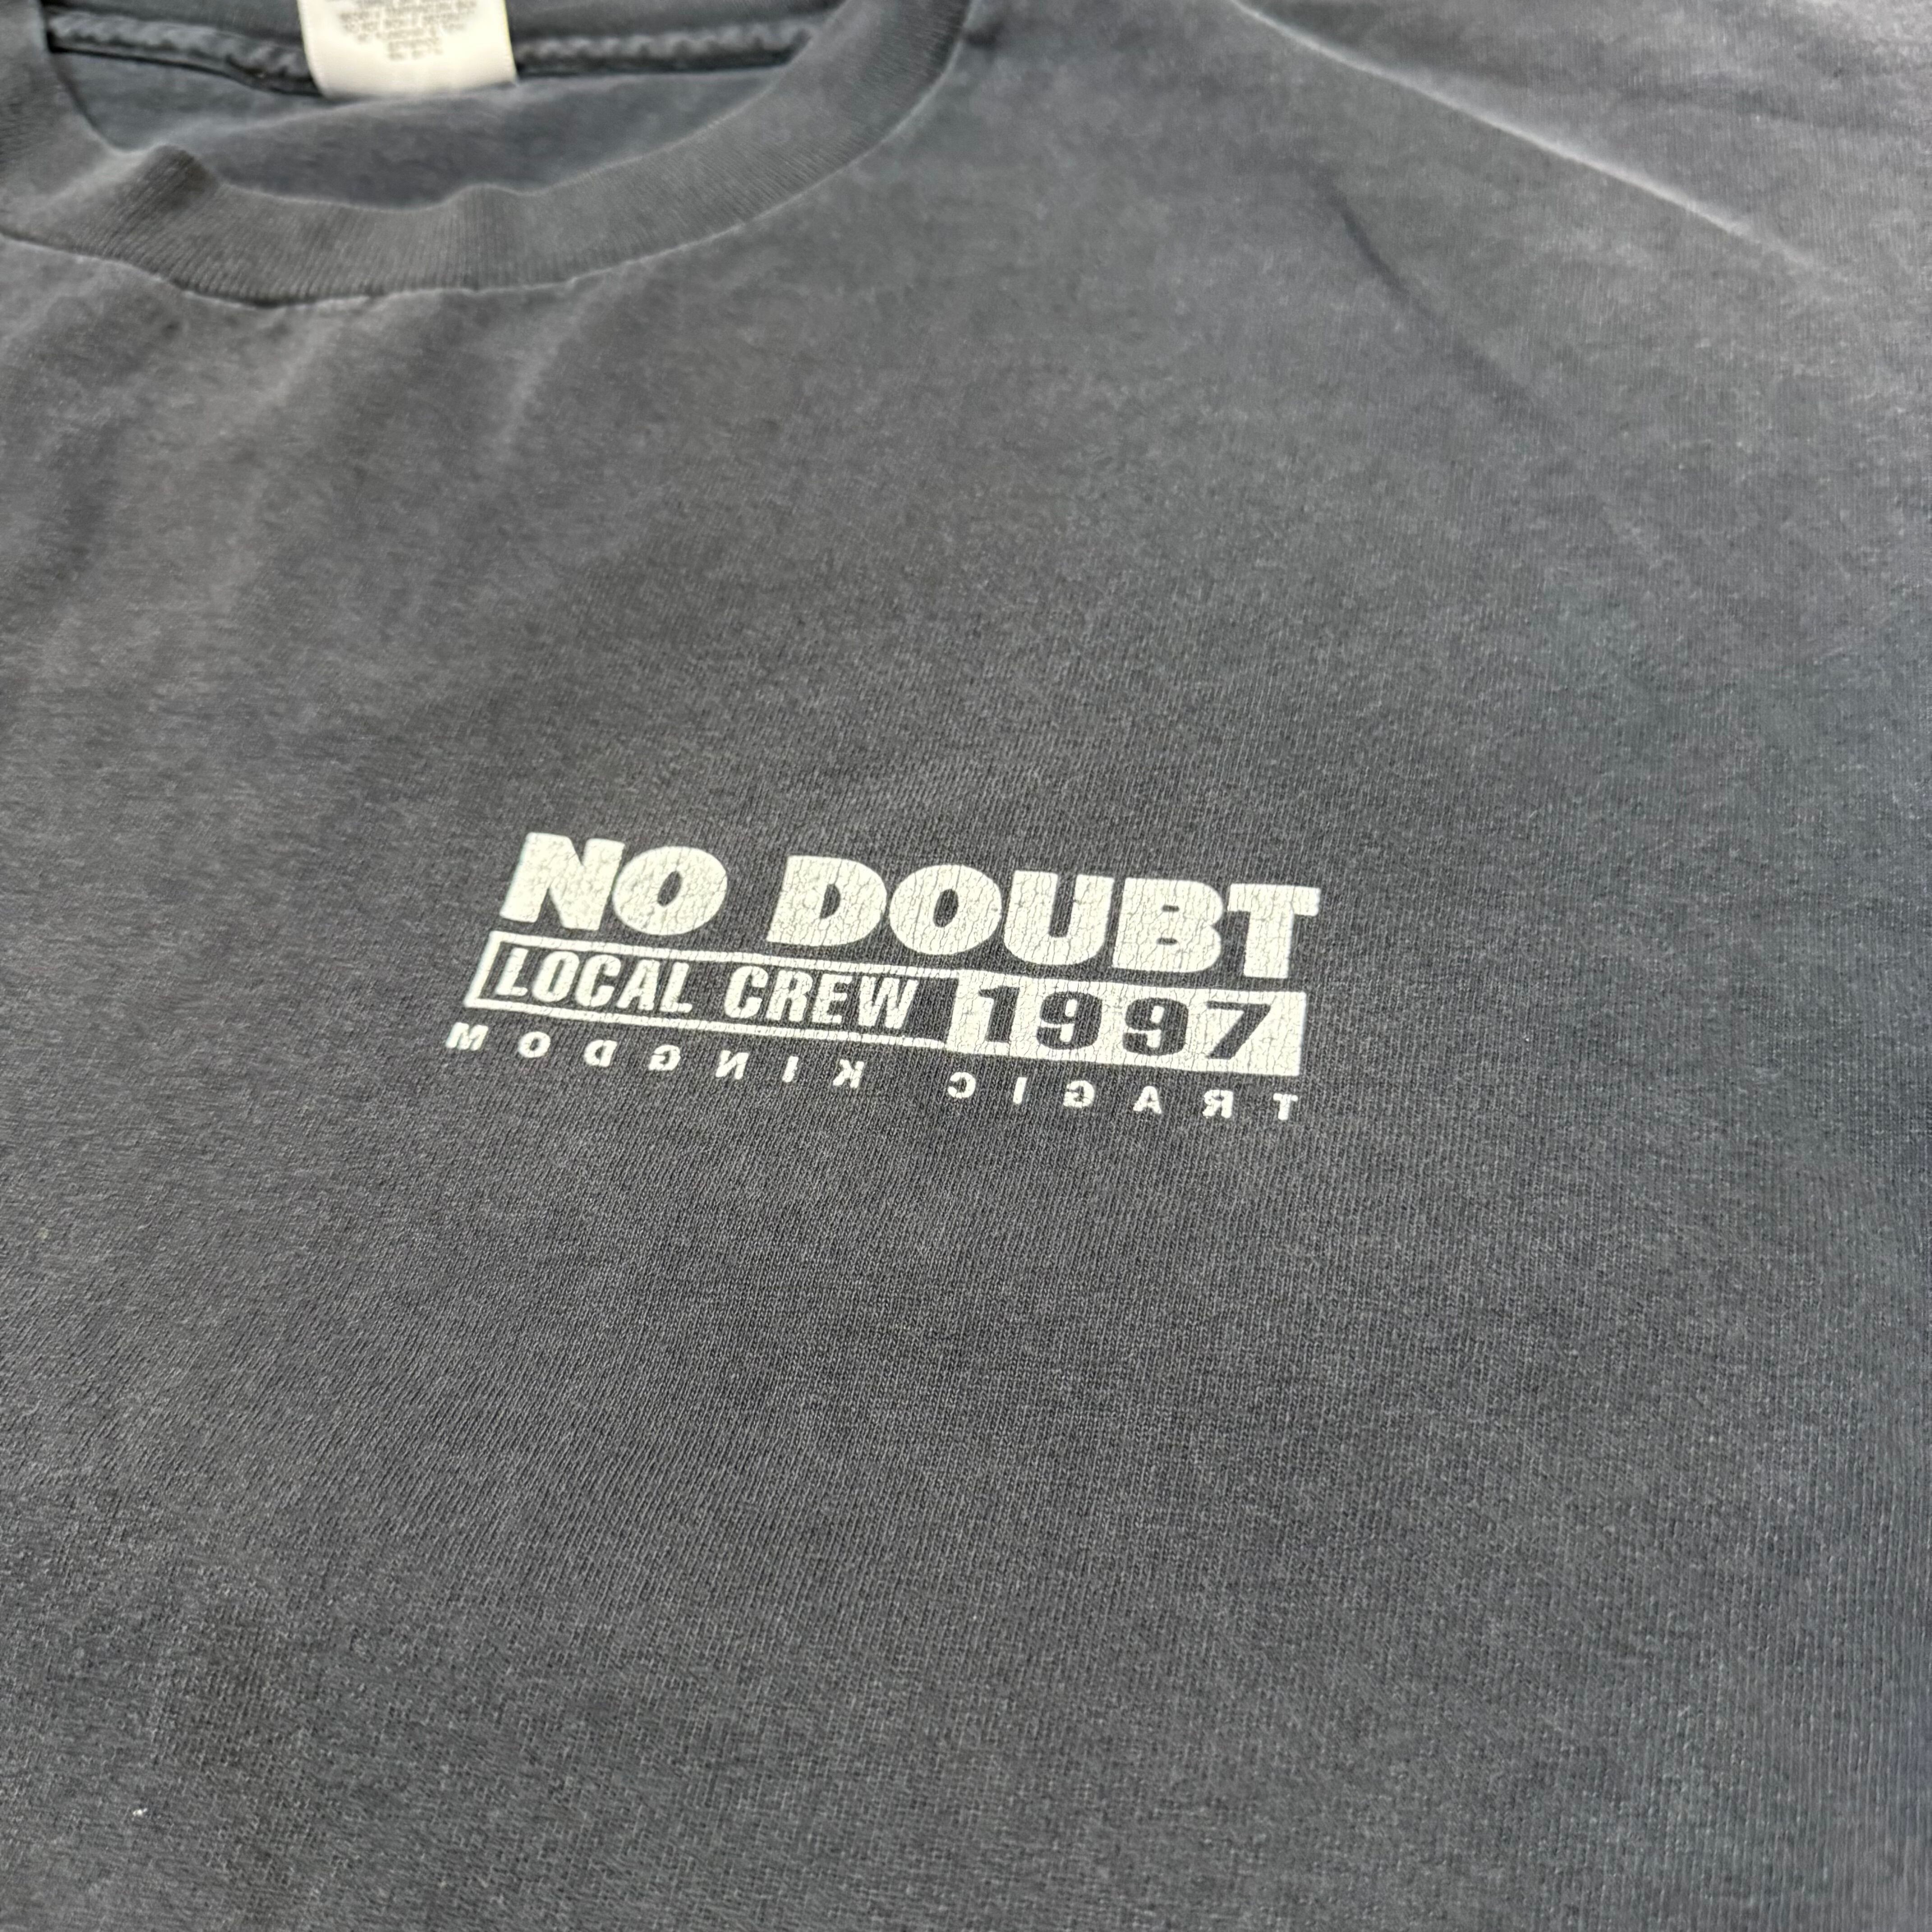 NO DOUBT
LOCAL CREW 1997
TRAGIC KINGDOM